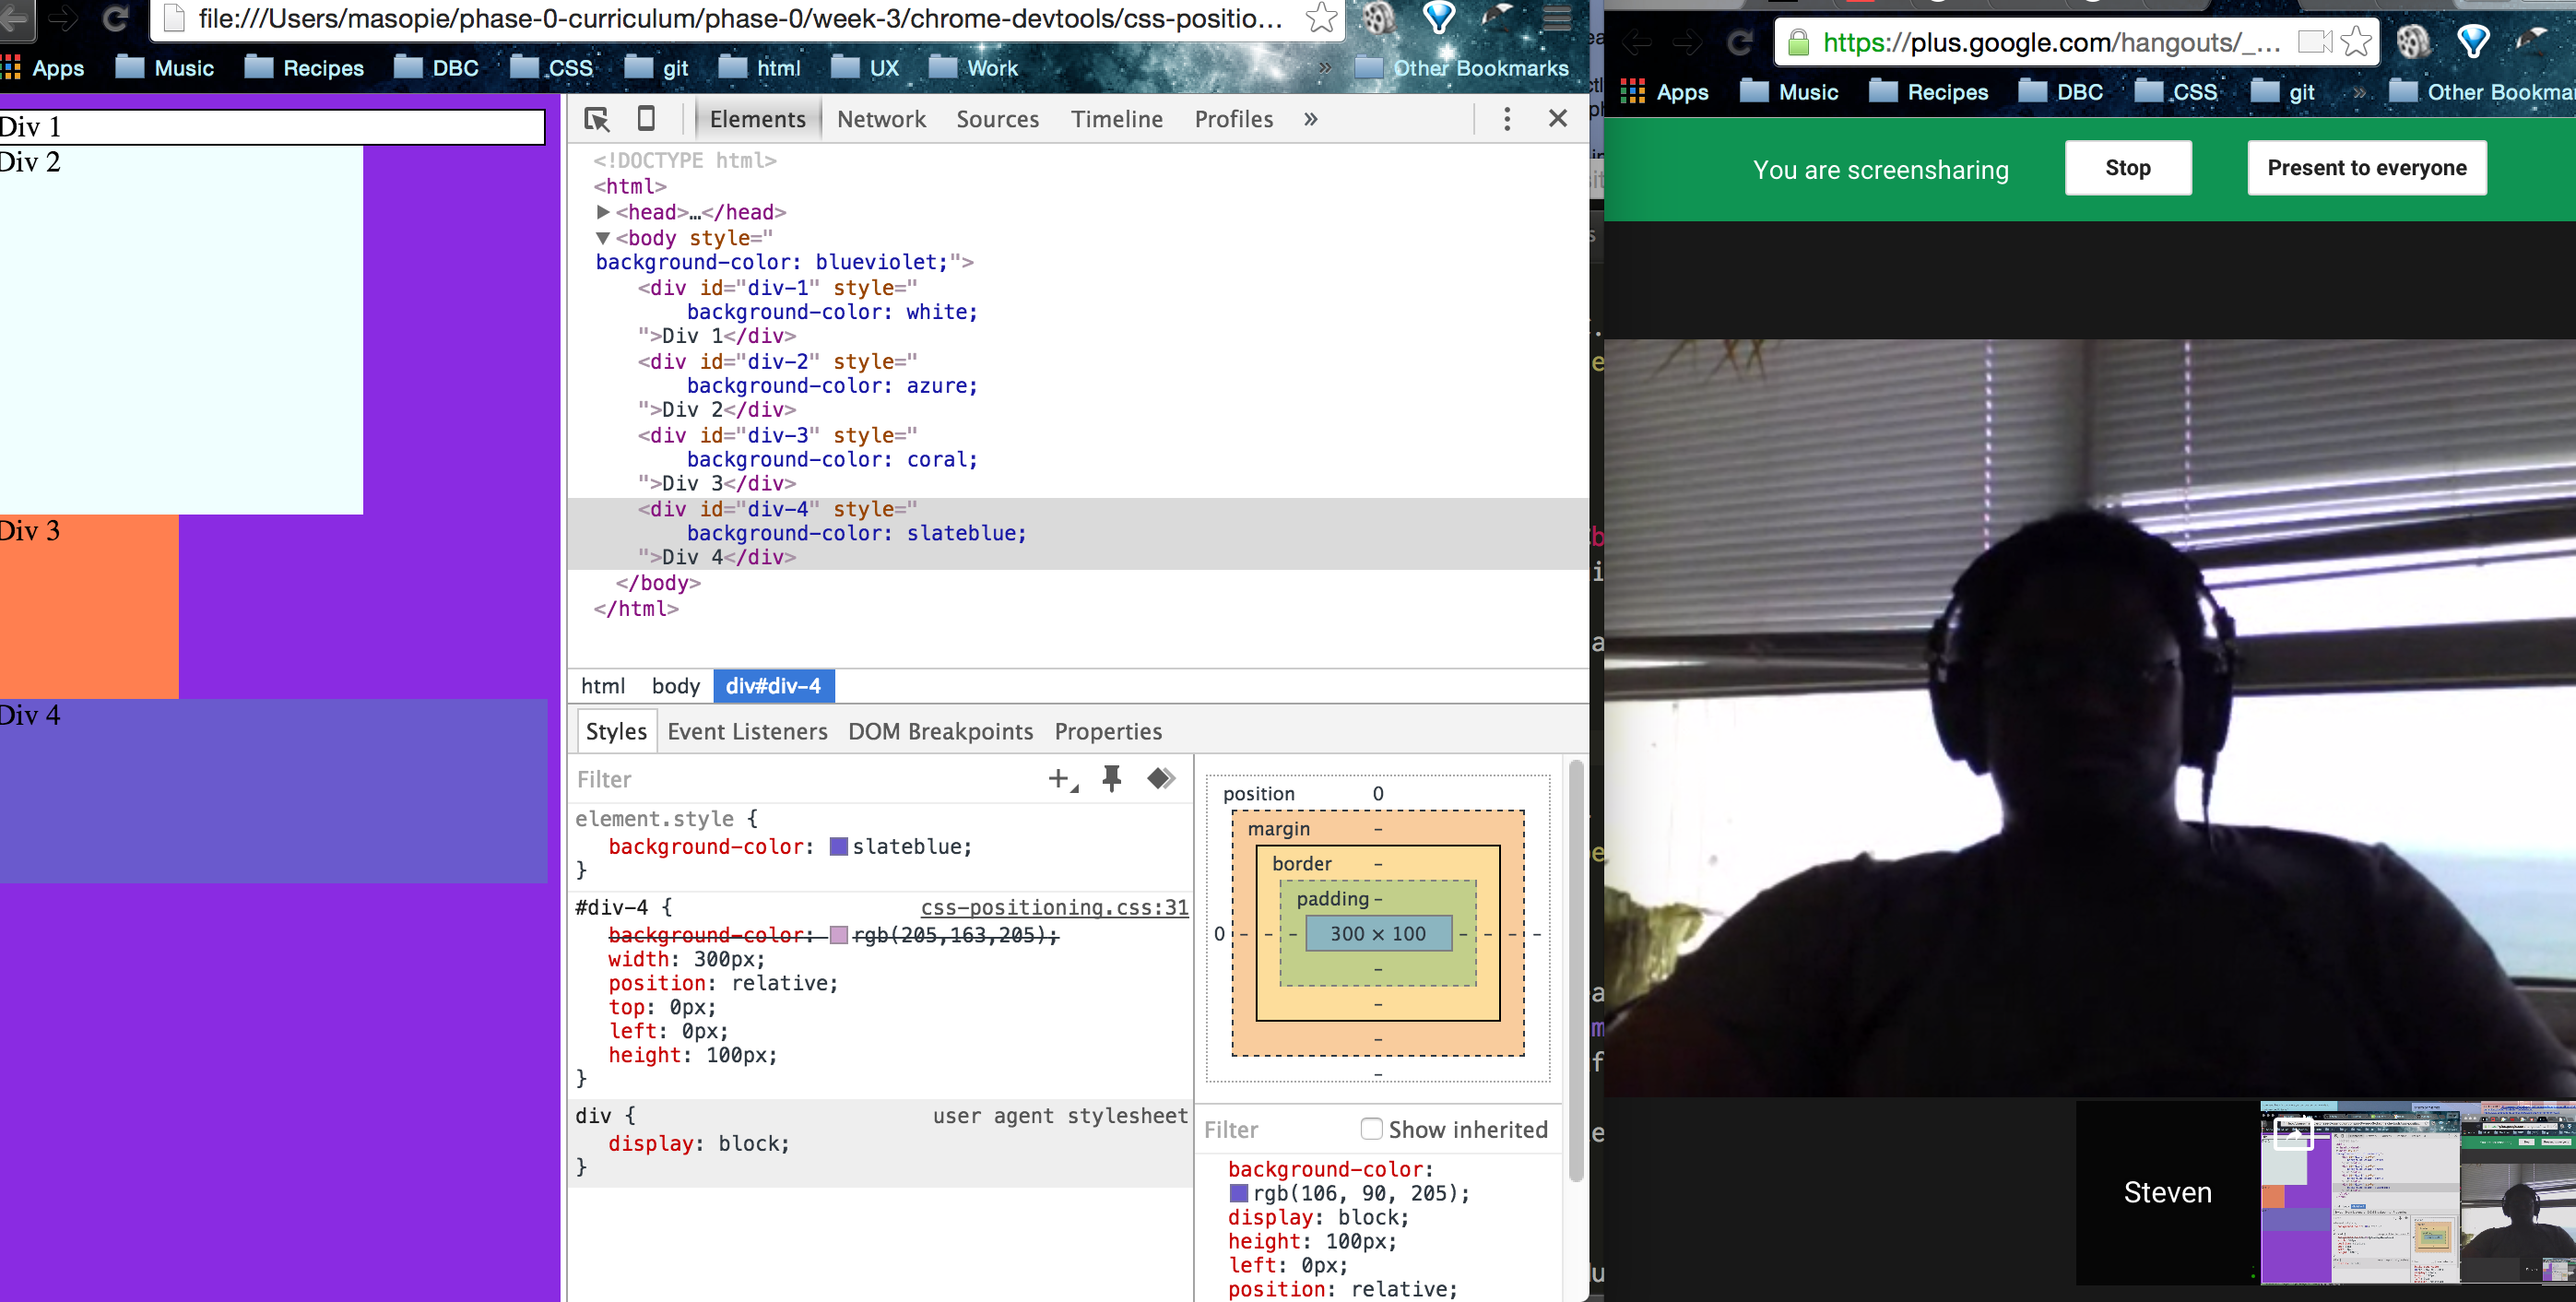 file:///Users/masopie/phase-0-curriculum/phase-0/week-3/chrome-devtools/css-positio...
Apps Music Recipes DBC CSS git html UX Work » Other Bookmarks
Div 1
Div 2
Div 3
Div 4
Elements Network Sources Timeline Profiles »
<!DOCTYPE html>
<html>
<head>…</head>
<body style="
background-color: blueviolet;">
<div id="div-1" style="
background-color: white;
">Div 1</div>
<div id="div-2" style="
background-color: azure;
">Div 2</div>
<div id="div-3" style="
background-color: coral;
">Div 3</div>
<div id="div-4" style="
background-color: slateblue;
">Div 4</div>
</body>
</html>
html body div#div-4
Styles Event Listeners DOM Breakpoints Properties
Filter
element.style {
background-color: slateblue;
}
#div-4 { css-positioning.css:31
background-color: rgb(205,163,205);
width: 300px;
position: relative;
top: 0px;
left: 0px;
height: 100px;
}
div { user agent stylesheet
display: block;
}
position 0
margin -
border -
padding -
0 - - - 300 × 100 - - - -
-
-
-
-
Filter Show inherited
background-color:
rgb(106, 90, 205);
display: block;
height: 100px;
left: 0px;
position: relative;
https://plus.google.com/hangouts/_...
Apps Music Recipes DBC CSS git » Other Bookma
You are screensharing Stop Present to everyone
Steven